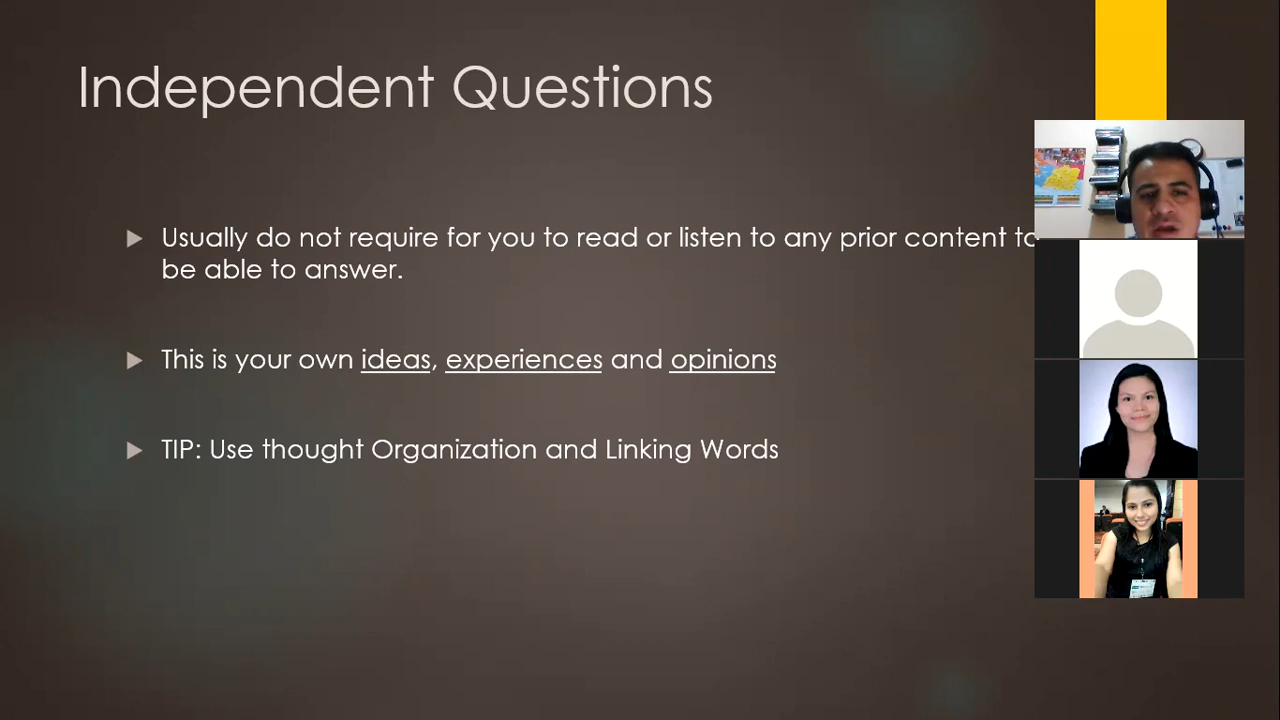 Independent Questions
Usually do not require for you to read or listen to any prior content to
be able to answer.
This is your own ideas, experiences and opinions
TIP: Use thought Organization and Linking Words